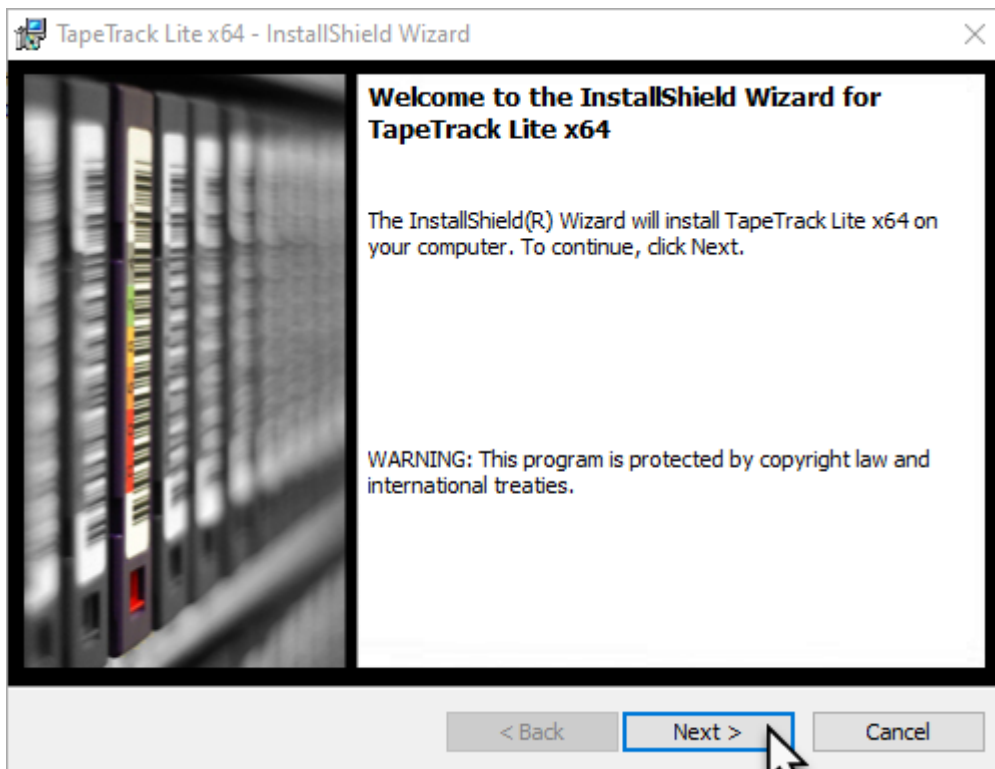 TapeTrack Lite x64 - InstallShield Wizard
Welcome to the InstallShield Wizard for
TapeTrack Lite x64
The InstallShield(R) Wizard will install TapeTrack Lite x64 on
your computer. To continue, click Next.
WARNING: This program is protected by copyright law and
international treaties.
< Back
Next >
Cancel